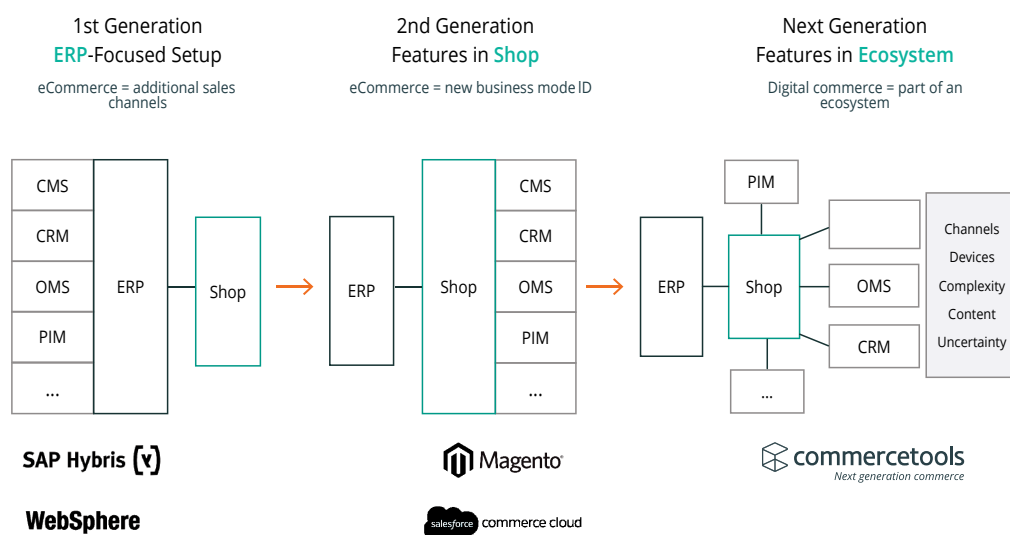 1st Generation
ERP-Focused Setup
eCommerce = additional sales
channels
CMS
CRM
OMS
PIM
...
ERP
Shop
SAP Hybris
WebSphere
2nd Generation
Features in Shop
eCommerce = new business mode lD
ERP
Shop
CMS
CRM
OMS
PIM
...
Magento®
salesforce commerce cloud
Next Generation
Features in Ecosystem
Digital commerce = part of an
ecosystem
PIM
ERP
Shop
OMS
CRM
...
Channels
Devices
Complexity
Content
Uncertainty
commercetools
Next generation commerce